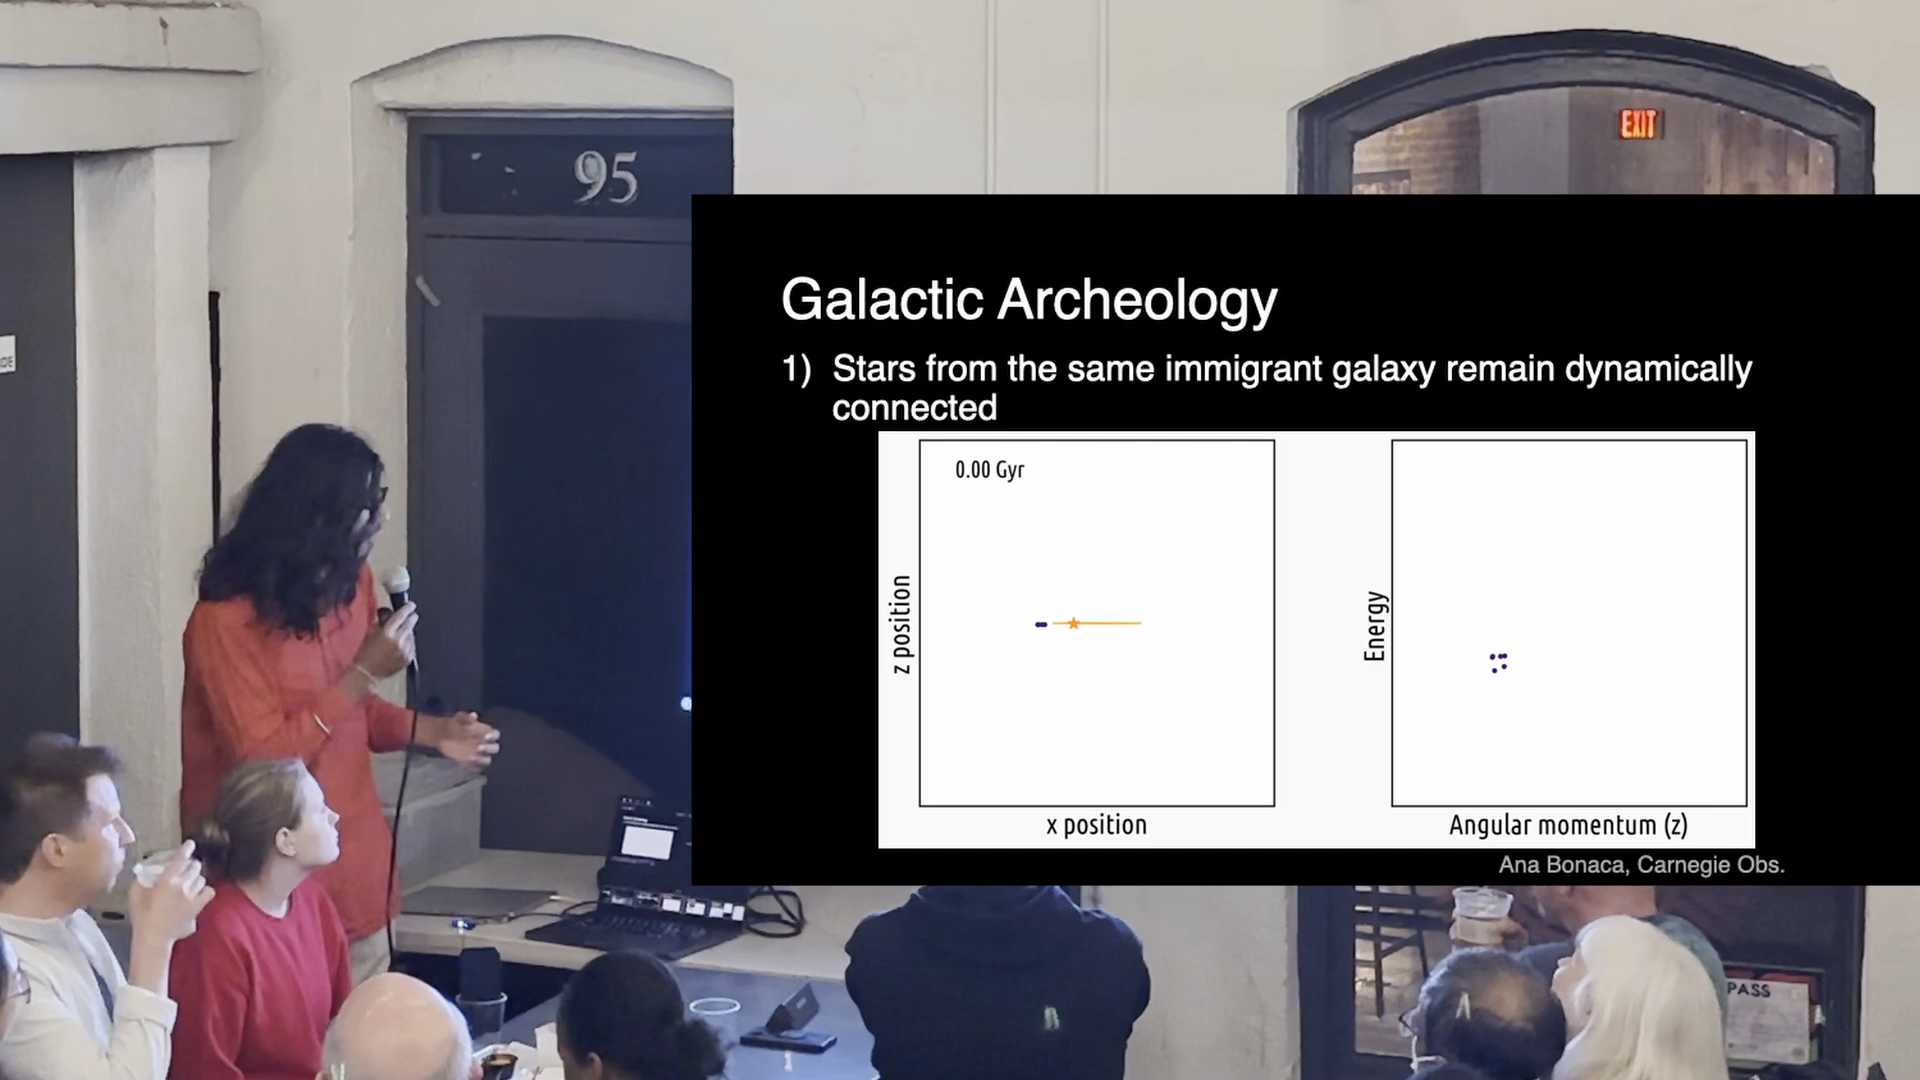 95
EXIT
Galactic Archeology
1) Stars from the same immigrant galaxy remain dynamically
connected
0.00 Gyr
z position
x position
Energy
Angular momentum (z)
Ana Bonaca, Carnegie Obs.
PASS